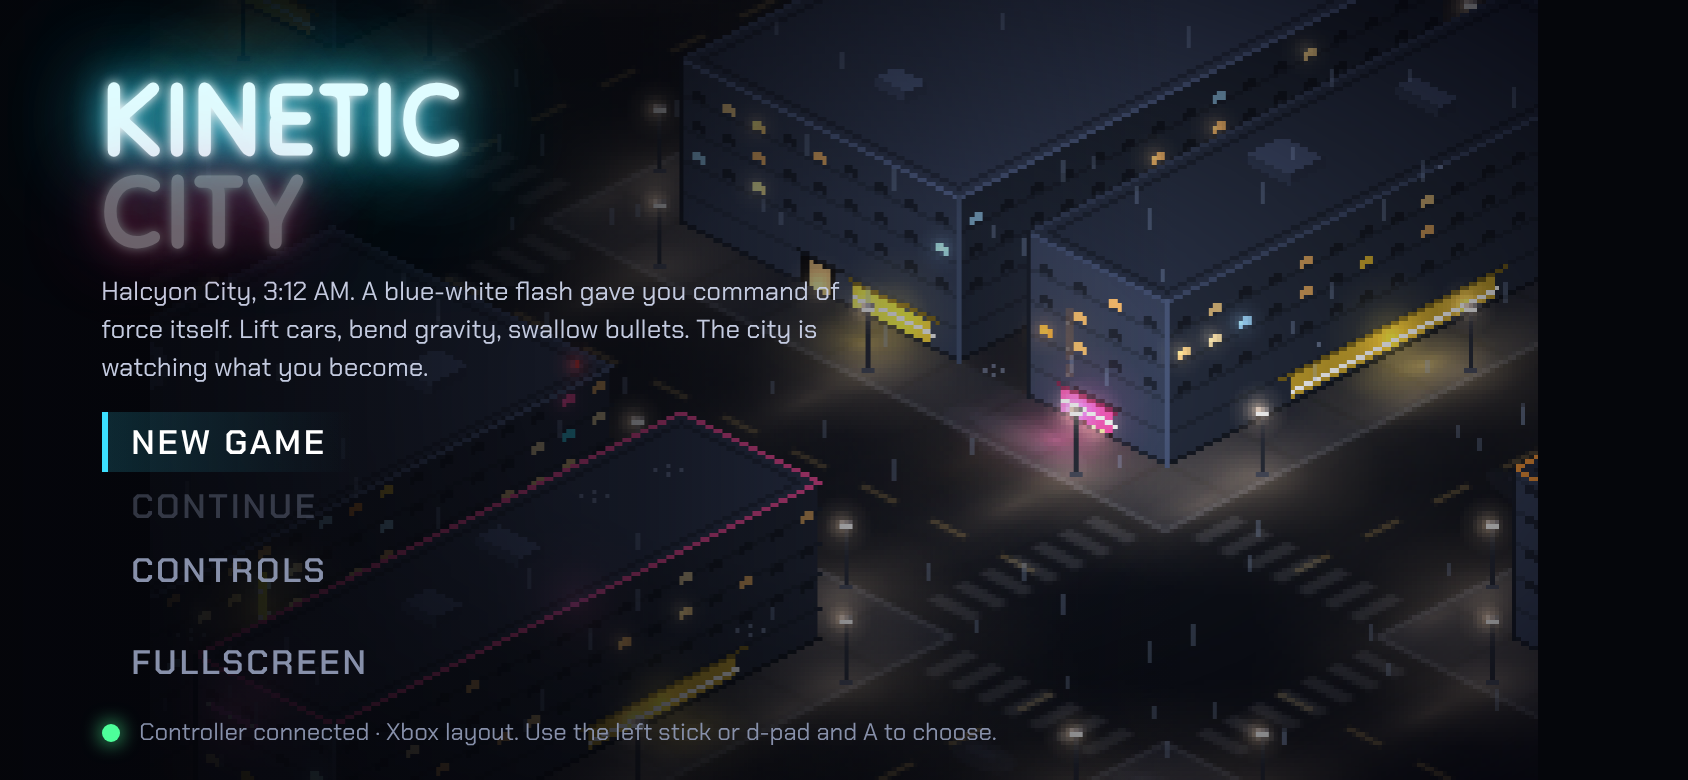 KINETIC
CITY
Halcyon City, 3:12 AM. A blue-white flash gave you command of
force itself. Lift cars, bend gravity, swallow bullets. The city is
watching what you become.
NEW GAME
CONTINUE
CONTROLS
FULLSCREEN
Controller connected · Xbox layout. Use the left stick or d-pad and A to choose.